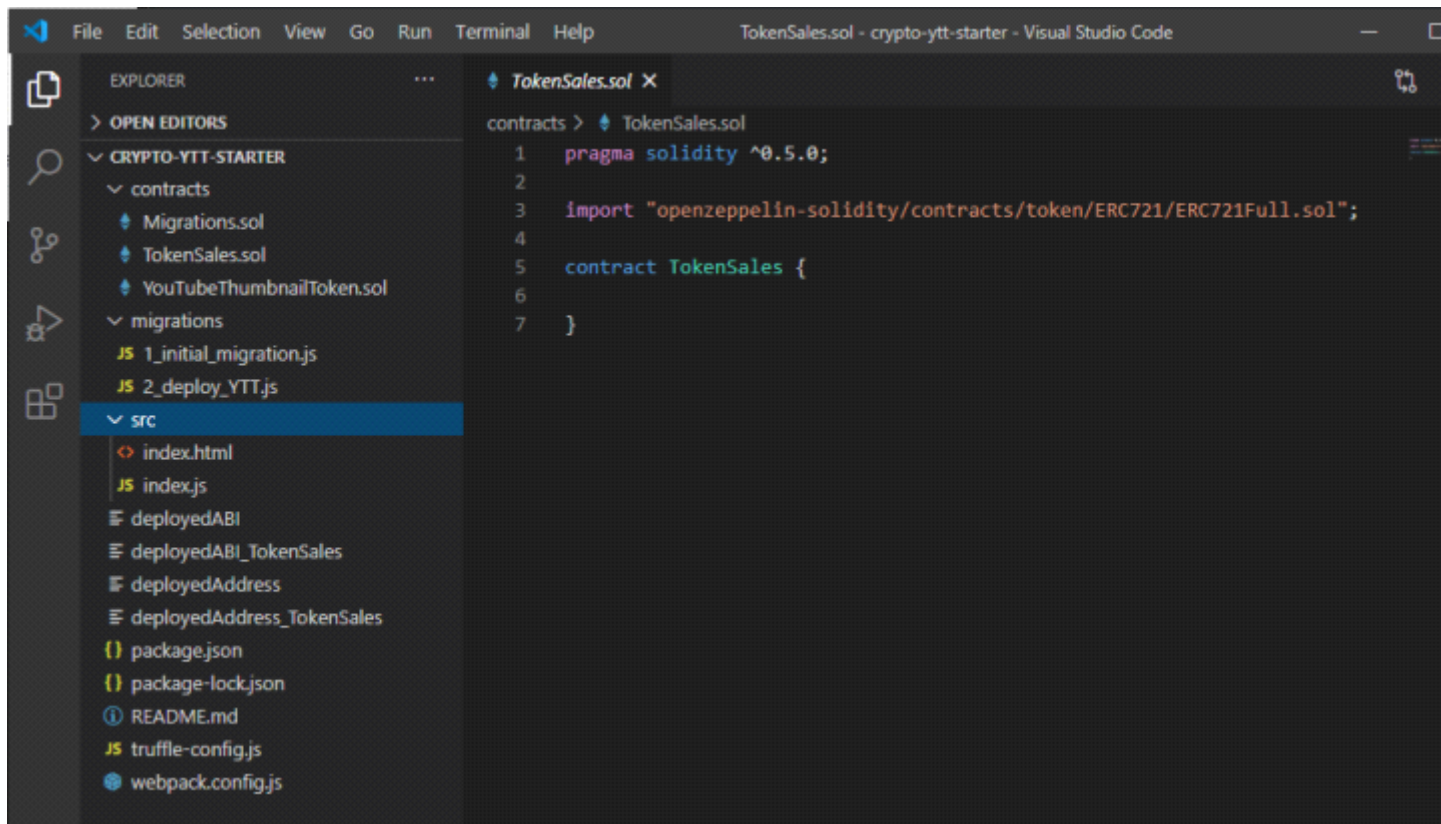 File Edit Selection View Go Run Terminal Help TokenSales.sol - crypto-ytt-starter - Visual Studio Code
EXPLORER
OPEN EDITORS
CRYPTO-YTT-STARTER
contracts
Migrations.sol
TokenSales.sol
YouTubeThumbnailToken.sol
migrations
JS 1_initial_migration.js
JS 2_deploy_YTT.js
src
<> index.html
JS index.js
deployedABI
deployedABI_TokenSales
deployedAddress
deployedAddress_TokenSales
{} package.json
{} package-lock.json
README.md
JS truffle-config.js
webpack.config.js
TokenSales.sol
contracts > TokenSales.sol
1 pragma solidity ^0.5.0;
2
3 import "openzeppelin-solidity/contracts/token/ERC721/ERC721Full.sol";
4
5 contract TokenSales {
6
7 }